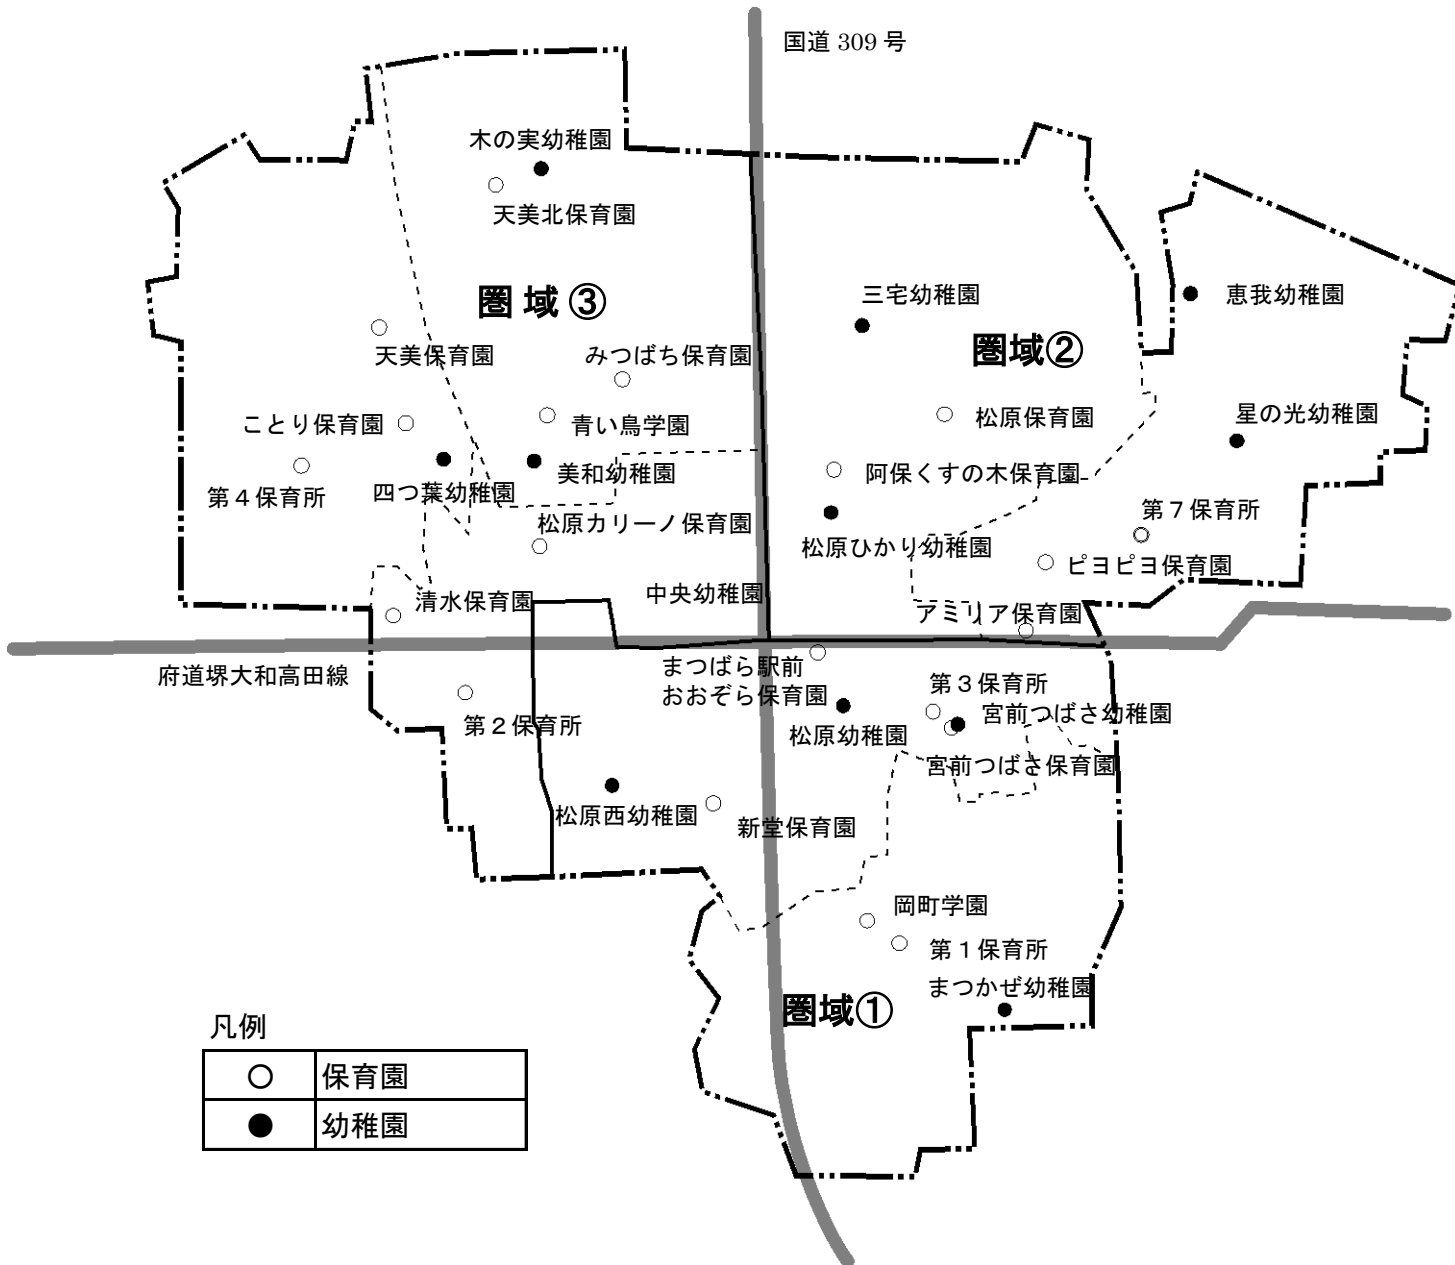 国道 309 号
木の実幼稚園
天美北保育園
圏 域 ③
三宅幼稚園
恵我幼稚園
圏域②
天美保育園
みつばち保育園
ことり保育園
青い鳥学園
松原保育園
星の光幼稚園
美和幼稚園
阿保くすの木保育園
第４保育所
四つ葉幼稚園
松原カリーノ保育園
第７保育所
松原ひかり幼稚園
ピヨピヨ保育園
清水保育園
中央幼稚園
アミリア保育園
府道堺大和高田線
まつばら駅前
おおぞら保育園
第３保育所
宮前つばさ幼稚園
第２保育所
松原幼稚園
宮前つばさ保育園
松原西幼稚園
新堂保育園
岡町学園
第１保育所
まつかぜ幼稚園
圏域①
凡例
○ 保育園
● 幼稚園